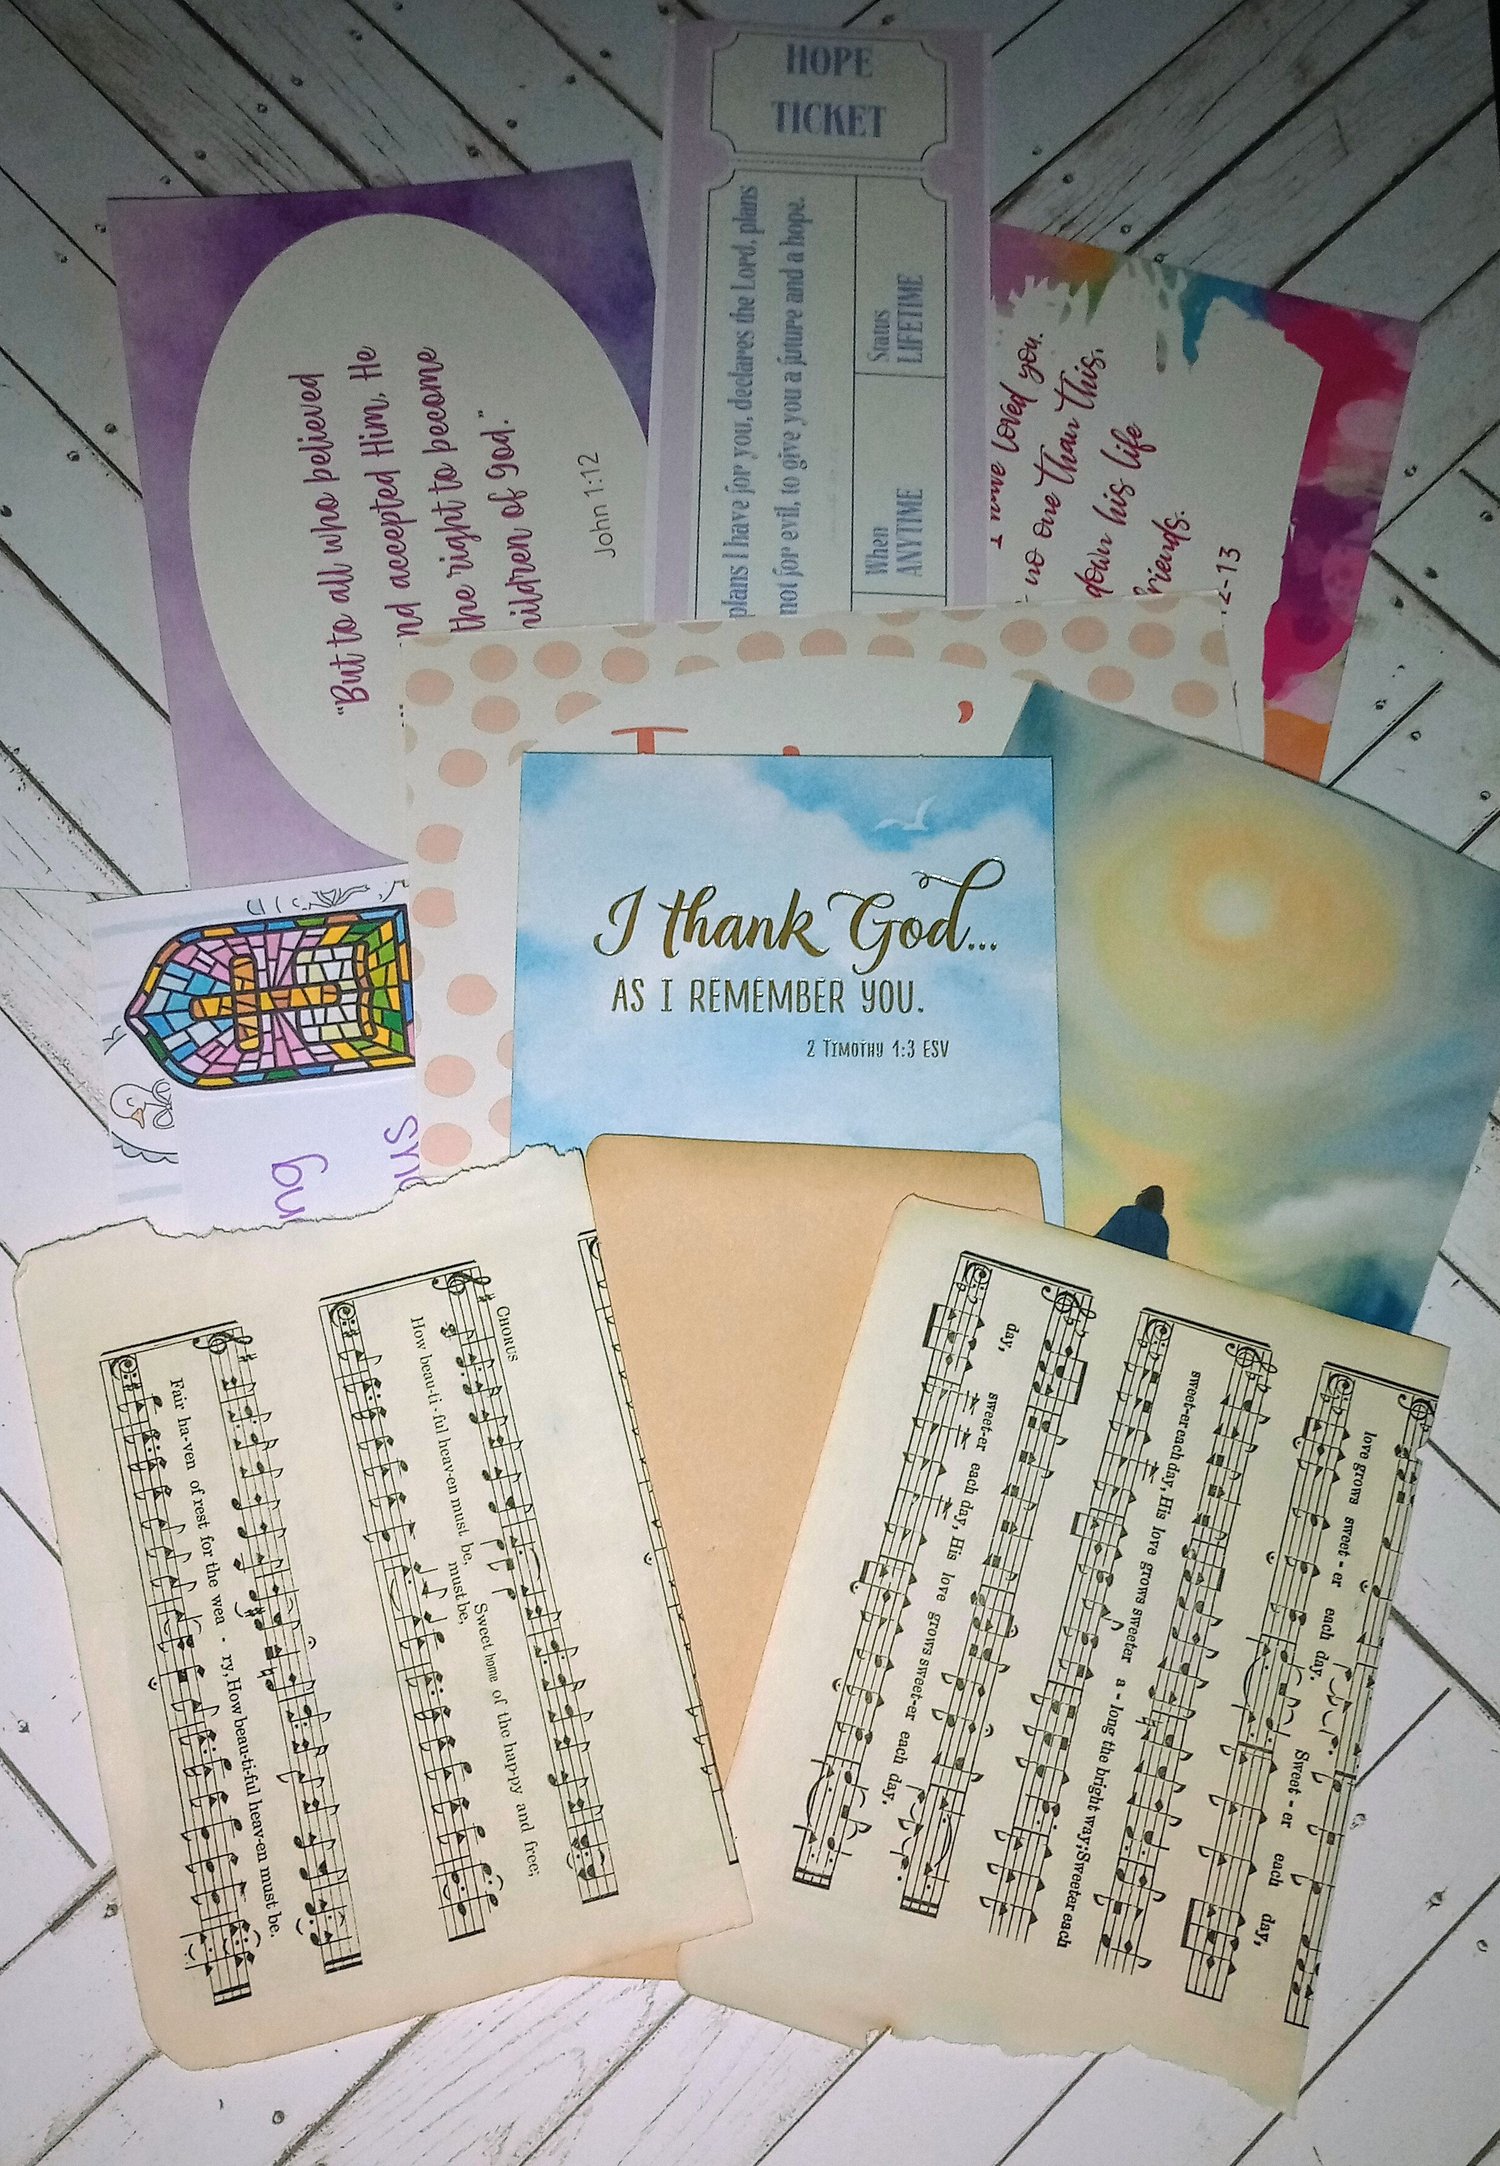 HOPE
TICKET
plans I have for you, declares the Lord, plans
not for evil, to give you a future and a hope.
When
ANYTIME
Status
LIFETIME
"But to all who believed
nd accepted Him, He
the right to become
hildren of God."
John 1:12
I have loved you.
no one than this,
down his life
friends.
12-13
I thank God...
AS I REMEMBER YOU.
2 TIMOTHY 1:3 ESV
ng
CHORUS
How beau-ti-ful heav-en must be, must be, Sweet home of the hap-py and free;
Fair ha-ven of rest for the wea - ry, How beau-ti-ful heav-en must be.
love grows sweet - er each day. Sweet - er each day,
sweet-er each day, His love grows sweeter a - long the bright way; Sweeter each
day, sweet-er each day, His love grows sweet-er each day.